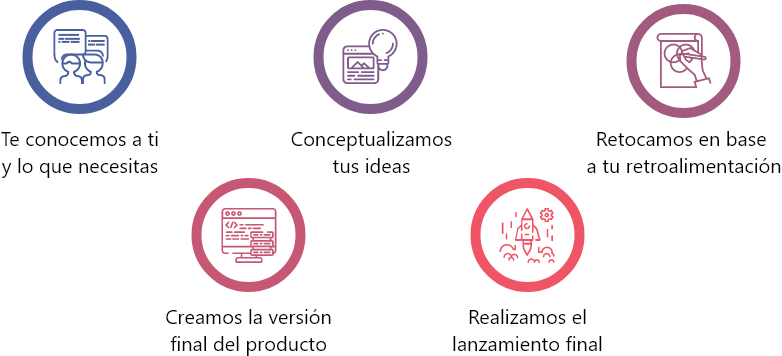 Te conocemos a ti
y lo que necesitas
Conceptualizamos
tus ideas
Retocamos en base
a tu retroalimentación
Creamos la versión
final del producto
Realizamos el
lanzamiento final